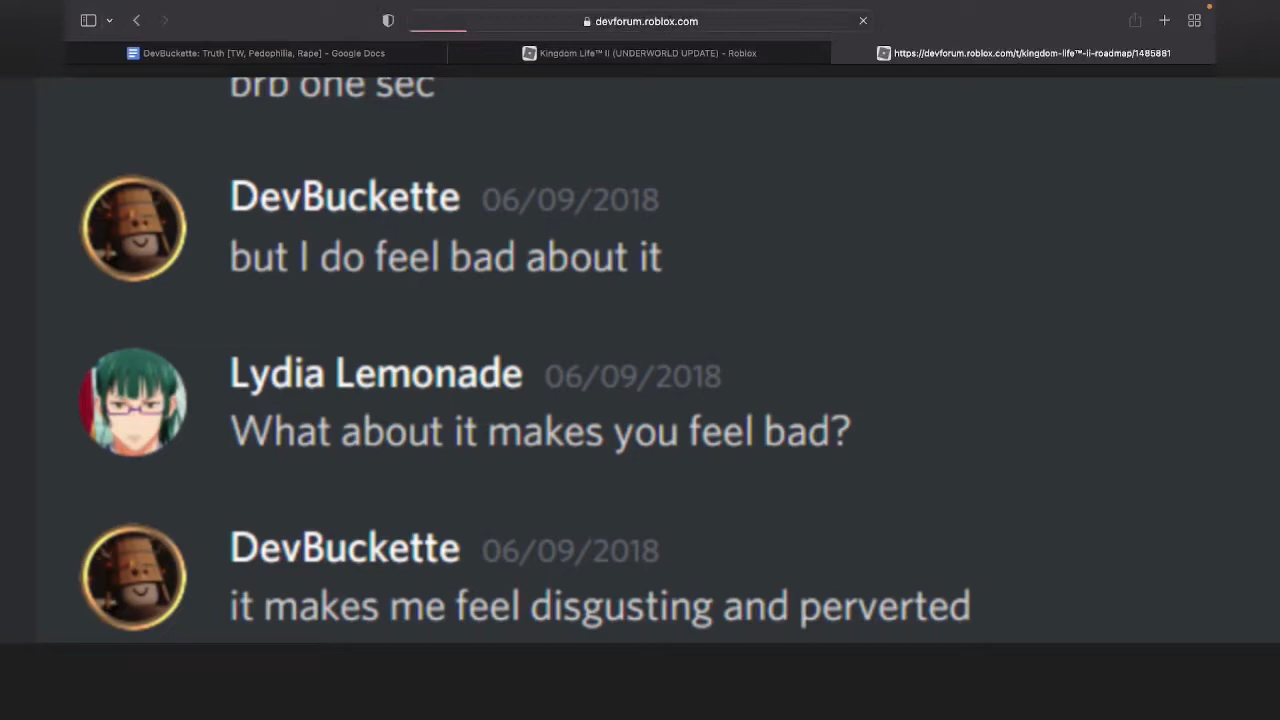 devforum.roblox.com
DevBuckette: Truth [TW, Pedophilia, Rape] – Google Docs
Kingdom Life™ II (UNDERWORLD UPDATE) - Roblox
https://devforum.roblox.com/t/kingdom-life™-ii-roadmap/1485881
brb one sec
DevBuckette 06/09/2018
but I do feel bad about it
Lydia Lemonade 06/09/2018
What about it makes you feel bad?
DevBuckette 06/09/2018
it makes me feel disgusting and perverted